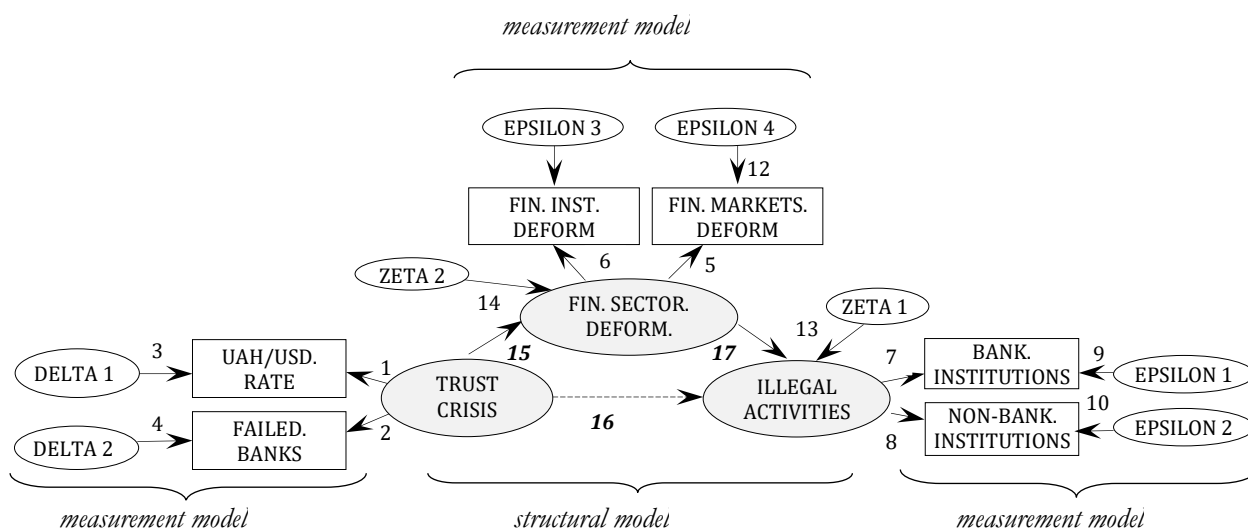 measurement model
EPSILON 3
EPSILON 4
12
FIN. INST.
DEFORM
FIN. MARKETS.
DEFORM
6
5
ZETA 2
14
FIN. SECTOR.
DEFORM.
ZETA 1
13
15
17
3
UAH/USD.
RATE
DELTA 1
1
TRUST
CRISIS
16
ILLEGAL
ACTIVITIES
7
BANK.
INSTITUTIONS
9
EPSILON 1
4
FAILED.
BANKS
DELTA 2
2
8
NON-BANK.
INSTITUTIONS
10
EPSILON 2
measurement model
structural model
measurement model